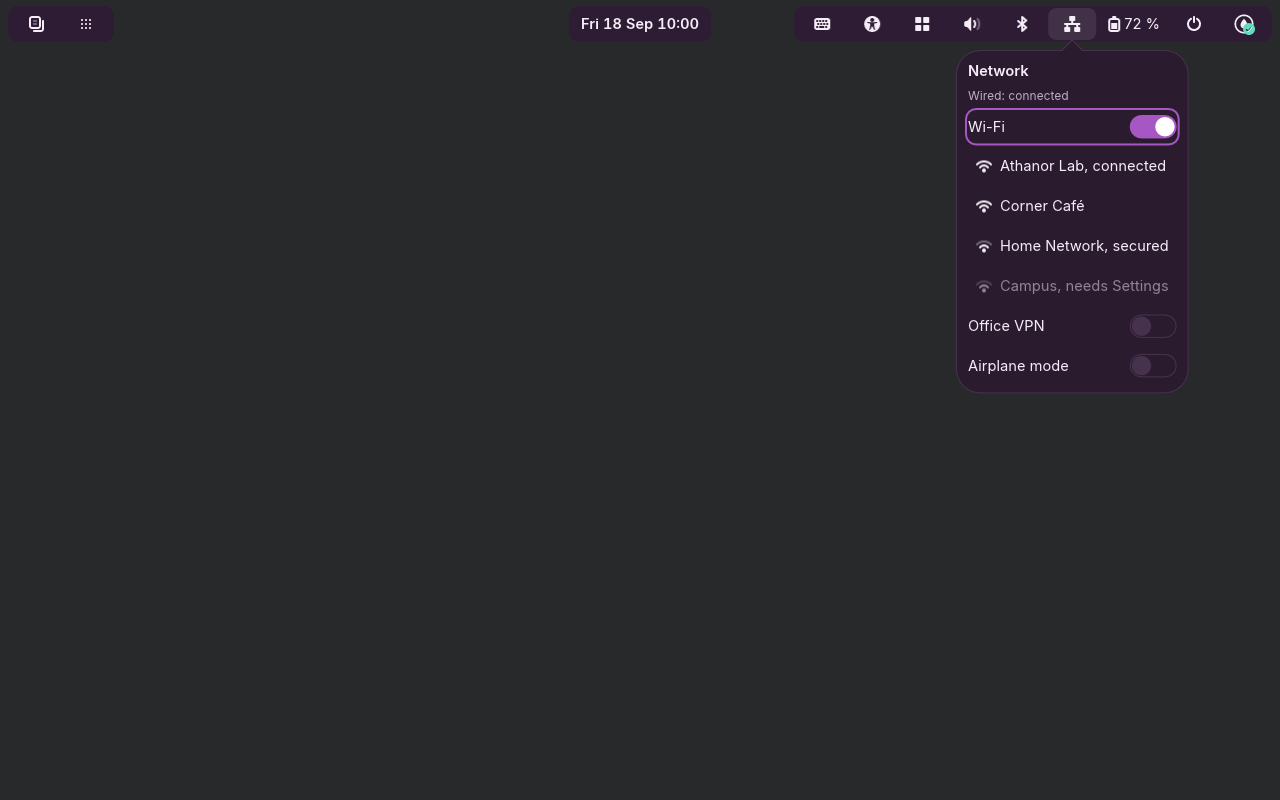 Fri 18 Sep 10:00
72 %
Network
Wired: connected
Wi-Fi
Athanor Lab, connected
Corner Café
Home Network, secured
Campus, needs Settings
Office VPN
Airplane mode